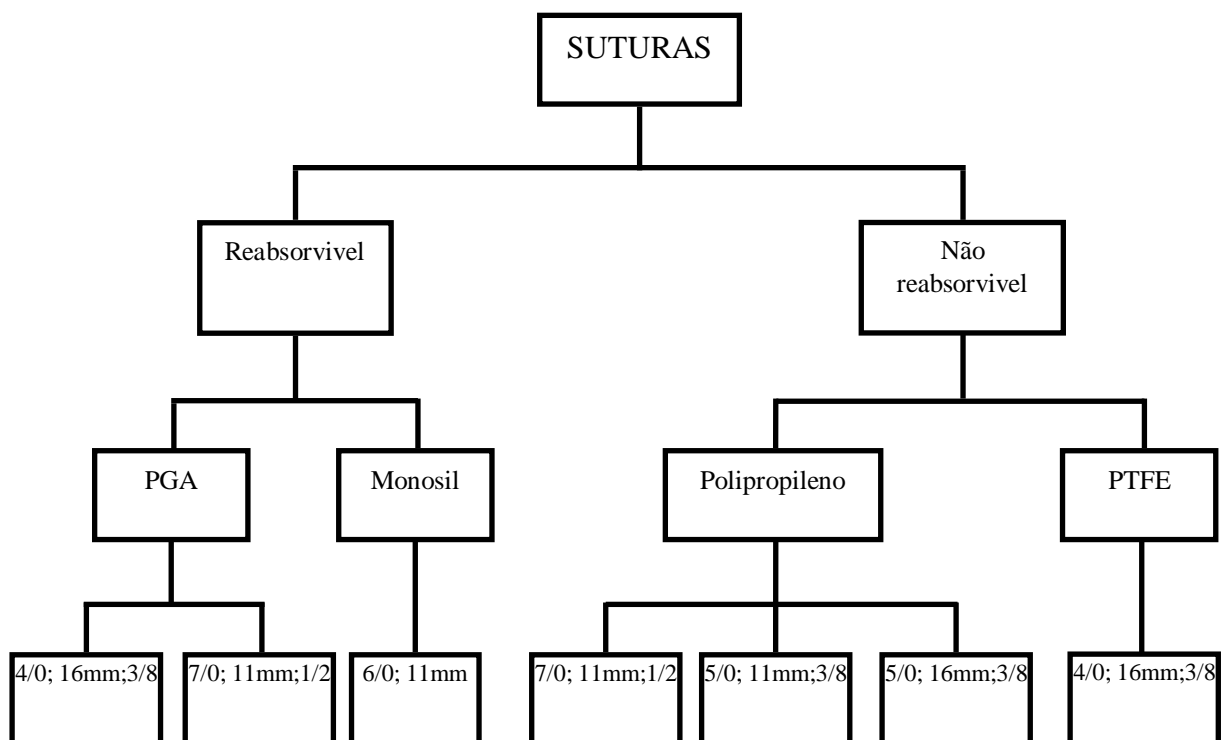 SUTURAS
Reabsorvivel
Não
reabsorvivel
PGA
Monosil
Polipropileno
PTFE
4/0; 16mm;3/8
7/0; 11mm;1/2
6/0; 11mm
7/0; 11mm;1/2
5/0; 11mm;3/8
5/0; 16mm;3/8
4/0; 16mm;3/8